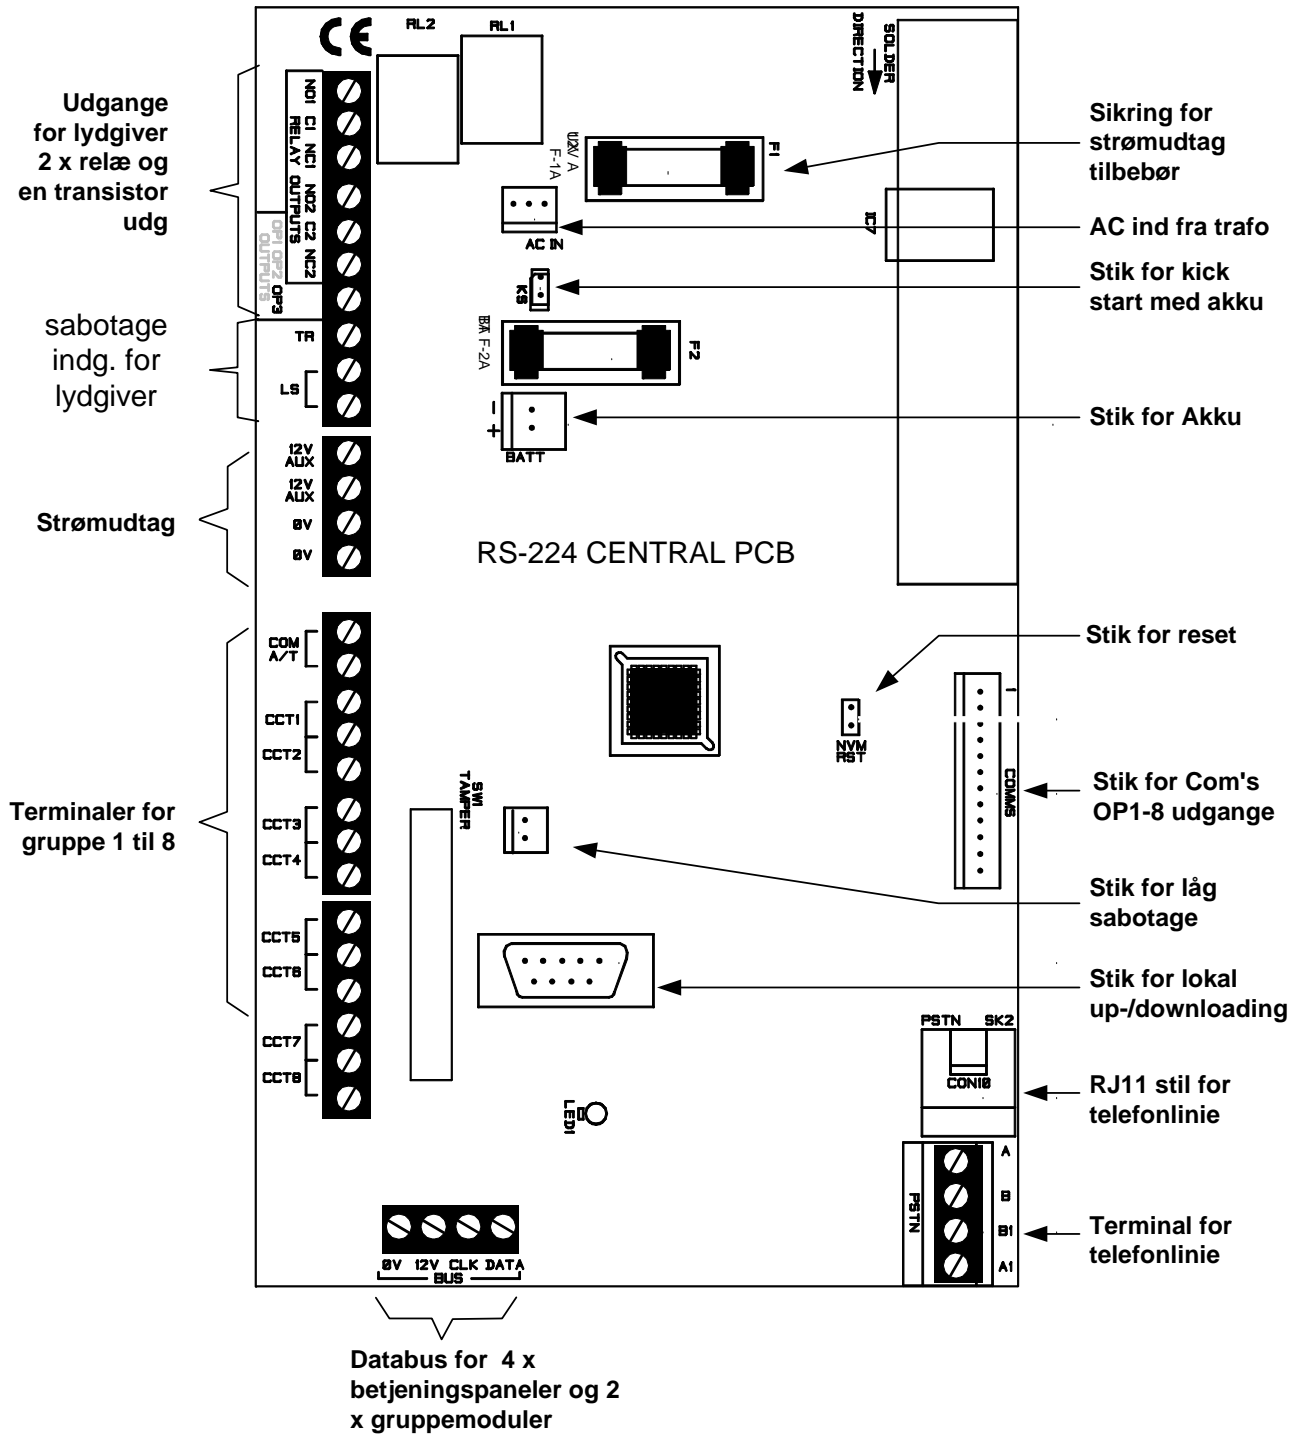 CE
RL2
RL1
SOLDER
DIRECTION
Udgange
for lydgiver
2 x relæ og
en transistor
udg
NO1 C1 NC1 NO2 C2 NC2
RELAY OUTPUTS
OP1 OP2 OP3
OUTPUTS
F-1A
F1
Sikring for
strømudtag
tilbebør
AC IN
IC7
AC ind fra trafo
KS
Stik for kick
start med akku
sabotage
indg. for
lydgiver
TR
LS
F-2A
F2
- +
BATT
Stik for Akku
12V
AUX
12V
AUX
0V
0V
Strømudtag
RS-224 CENTRAL PCB
COM
A/T
CCT1
CCT2
CCT3
CCT4
CCT5
CCT6
CCT7
CCT8
Terminaler for
gruppe 1 til 8
Stik for reset
NVM
RST
1
COMMS
Stik for Com's
OP1-8 udgange
SW1
TAMPER
Stik for låg
sabotage
Stik for lokal
up-/downloading
PSTN SK2
CON10
RJ11 stil for
telefonlinie
LED1
A
B
B1
A1
PSTN
Terminal for
telefonlinie
0V 12V CLK DATA
BUS
Databus for 4 x
betjeningspaneler og 2
x gruppemoduler